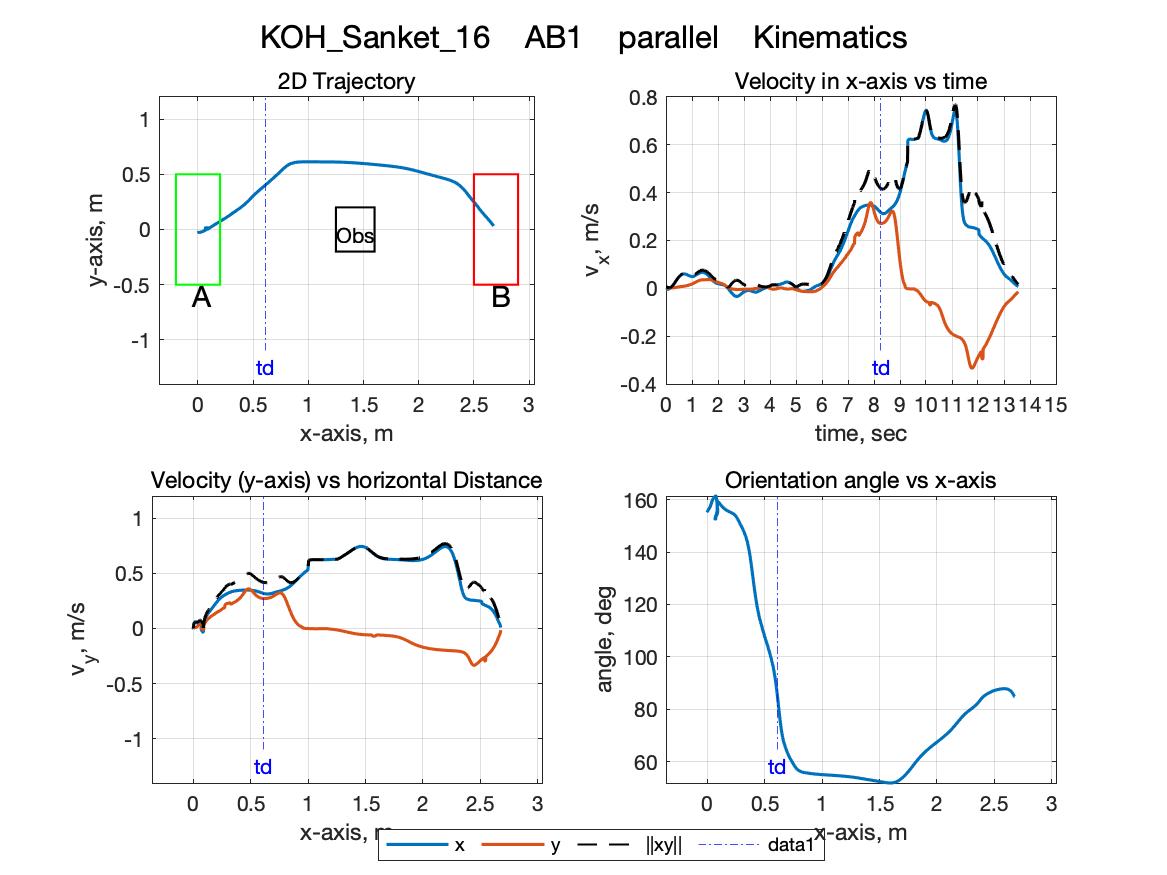 KOH_Sanket_16 AB1 parallel Kinematics
2D Trajectory
1
0.5
0
-0.5
-1
y-axis, m
A
Obs
B
td
0 0.5 1 1.5 2 2.5 3
x-axis, m
Velocity in x-axis vs time
0.8
0.6
0.4
0.2
0
-0.2
-0.4
v_x, m/s
td
0 1 2 3 4 5 6 7 8 9 10 11 12 13 14 15
time, sec
Velocity (y-axis) vs horizontal Distance
1
0.5
0
-0.5
-1
v_y, m/s
td
0 0.5 1 1.5 2 2.5 3
x-axis, m
Orientation angle vs x-axis
160
140
120
100
80
60
angle, deg
td
0 0.5 1 1.5 2 2.5 3
x-axis, m
x y ||xy|| data1